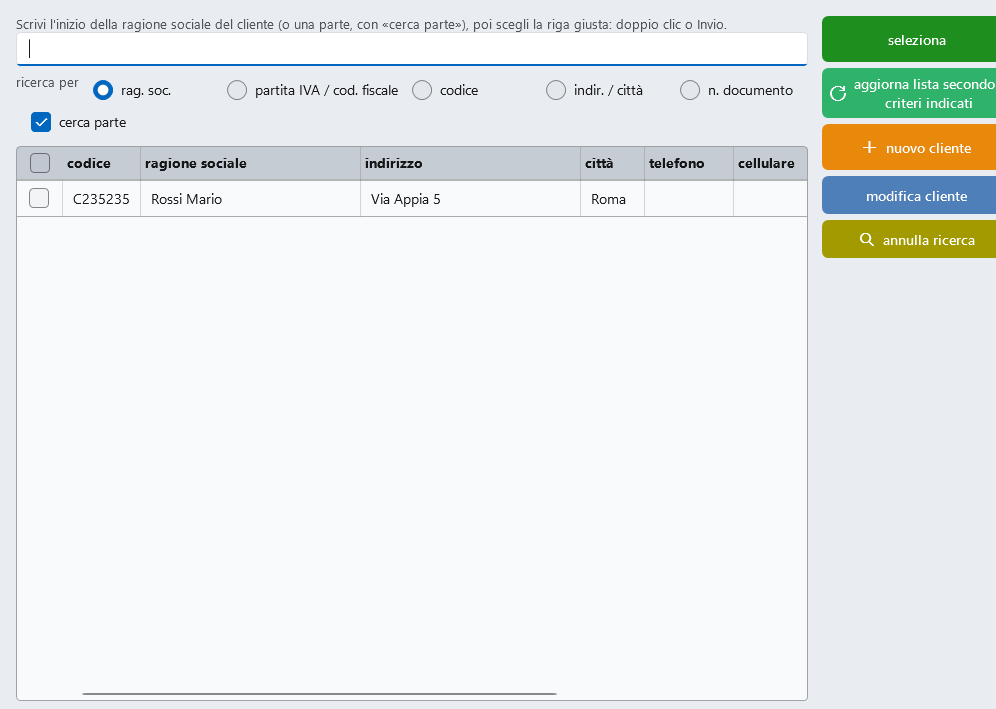 Scrivi l'inizio della ragione sociale del cliente (o una parte, con «cerca parte»), poi scegli la riga giusta: doppio clic o Invio.
ricerca per
rag. soc.
partita IVA / cod. fiscale
codice
indir. / città
n. documento
cerca parte
codice ragione sociale indirizzo città telefono cellulare
C235235 Rossi Mario Via Appia 5 Roma
seleziona
aggiorna lista secondo
criteri indicati
nuovo cliente
modifica cliente
annulla ricerca